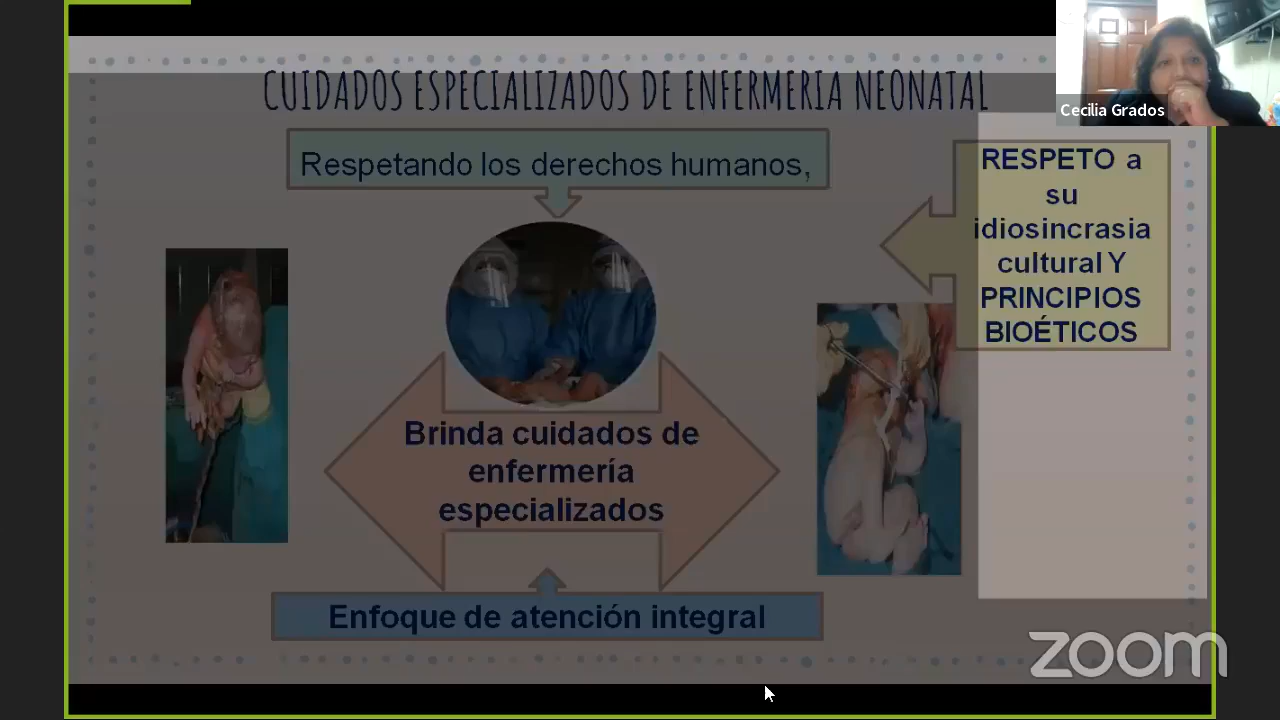 CUIDADOS ESPECIALIZADOS DE ENFERMERIA NEONATAL
Cecilia Grados
Respetando los derechos humanos,
RESPETO a
su
idiosincrasia
cultural Y
PRINCIPIOS
BIOÉTICOS
Brinda cuidados de
enfermería
especializados
Enfoque de atención integral
zoom